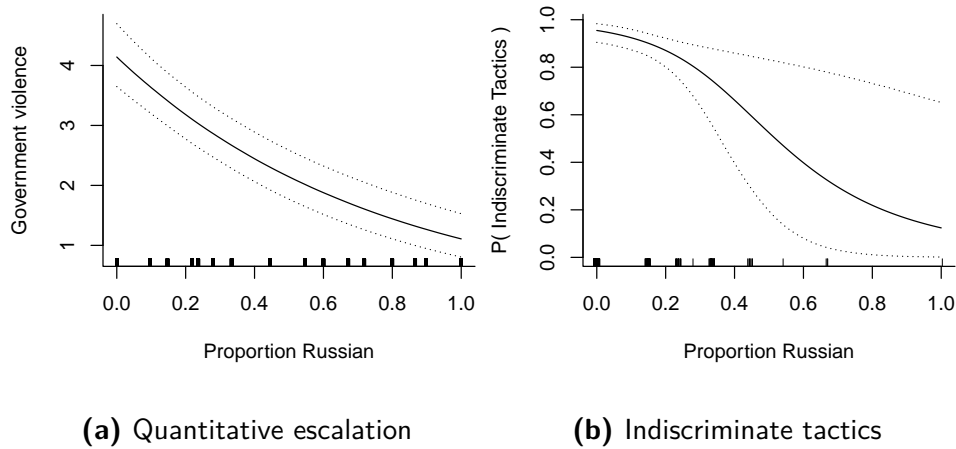 Government violence
4
3
2
1
0.0 0.2 0.4 0.6 0.8 1.0
Proportion Russian
(a) Quantitative escalation
P( Indiscriminate Tactics )
1.0
0.8
0.6
0.4
0.2
0.0
0.0 0.2 0.4 0.6 0.8 1.0
Proportion Russian
(b) Indiscriminate tactics